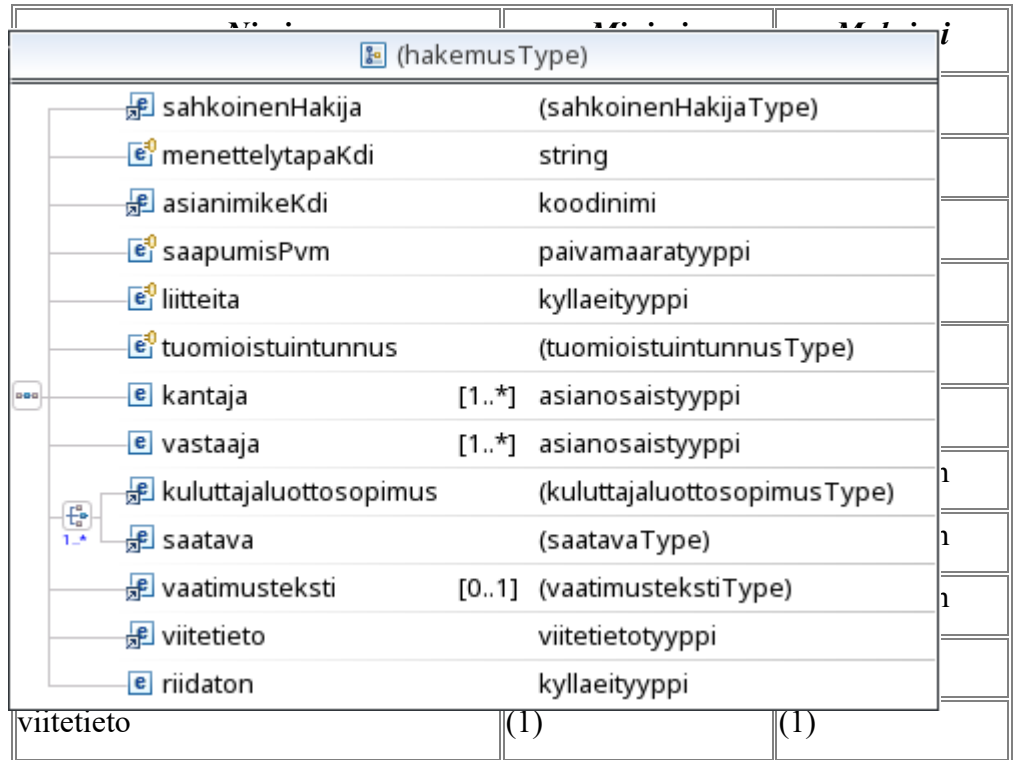 (hakemusType)
sahkoinenHakija (sahkoinenHakijaType)
menettelytapaKdi string
asianimikeKdi koodinimi
saapumisPvm paivamaaratyyppi
liitteita kyllaeityyppi
tuomioistuintunnus (tuomioistuintunnusType)
kantaja [1..*] asianosaistyyppi
vastaaja [1..*] asianosaistyyppi
kuluttajaluottosopimus (kuluttajaluottosopimusType)
1..*
saatava (saatavaType)
vaatimusteksti [0..1] (vaatimustekstiType)
viitetieto viitetietotyyppi
riidaton kyllaeityyppi
viitetieto (1) (1)